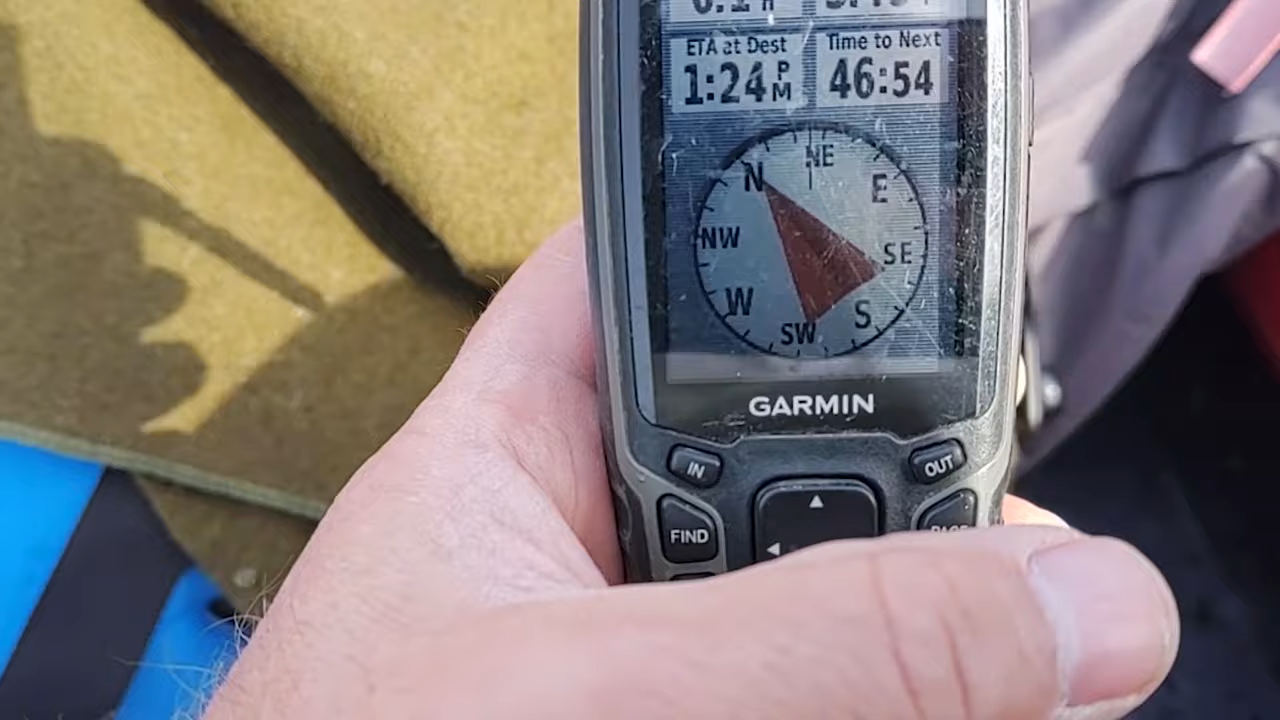 ETA at Dest Time to Next
1:24 PM 46:54
NE
N E
NW SE
W S
SW
GARMIN
IN OUT
FIND